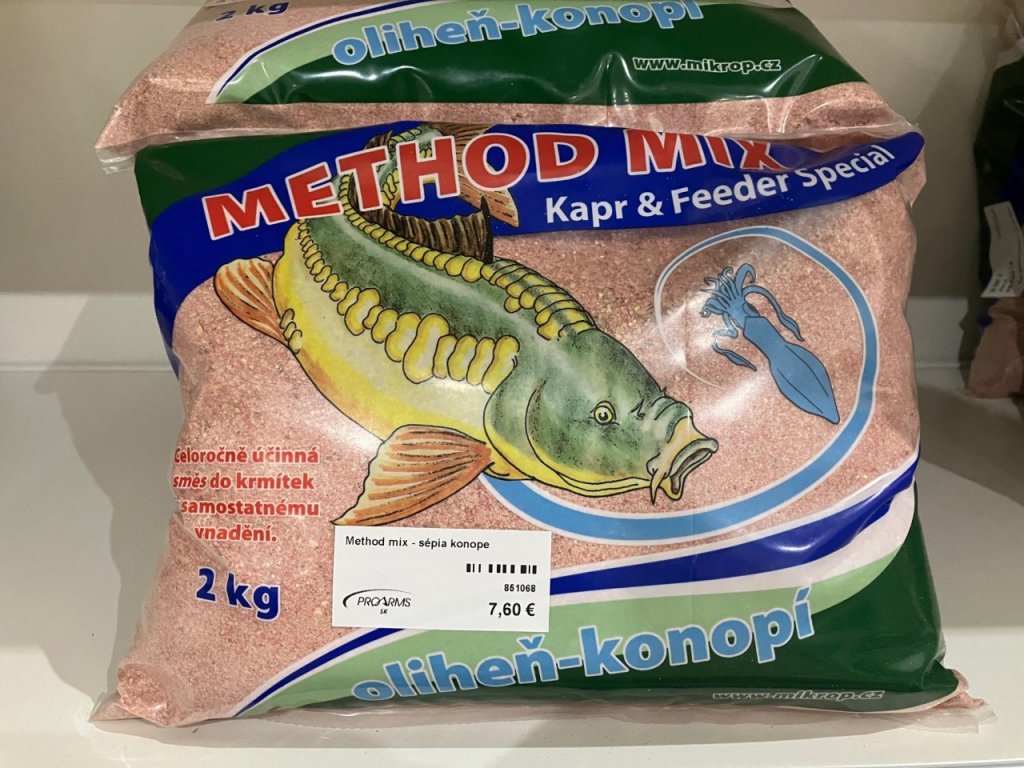 2 kg
oliheň-konopí
www.mikrop.cz
METHOD MIX
Kapr & Feeder Special
Celoročně účinná
směs do krmítek
samostatnému
vnadění.
2 kg
Method mix - sépia konope
851068
PROARMS
SK
7,60 €
oliheň-konopí
www.mikrop.cz